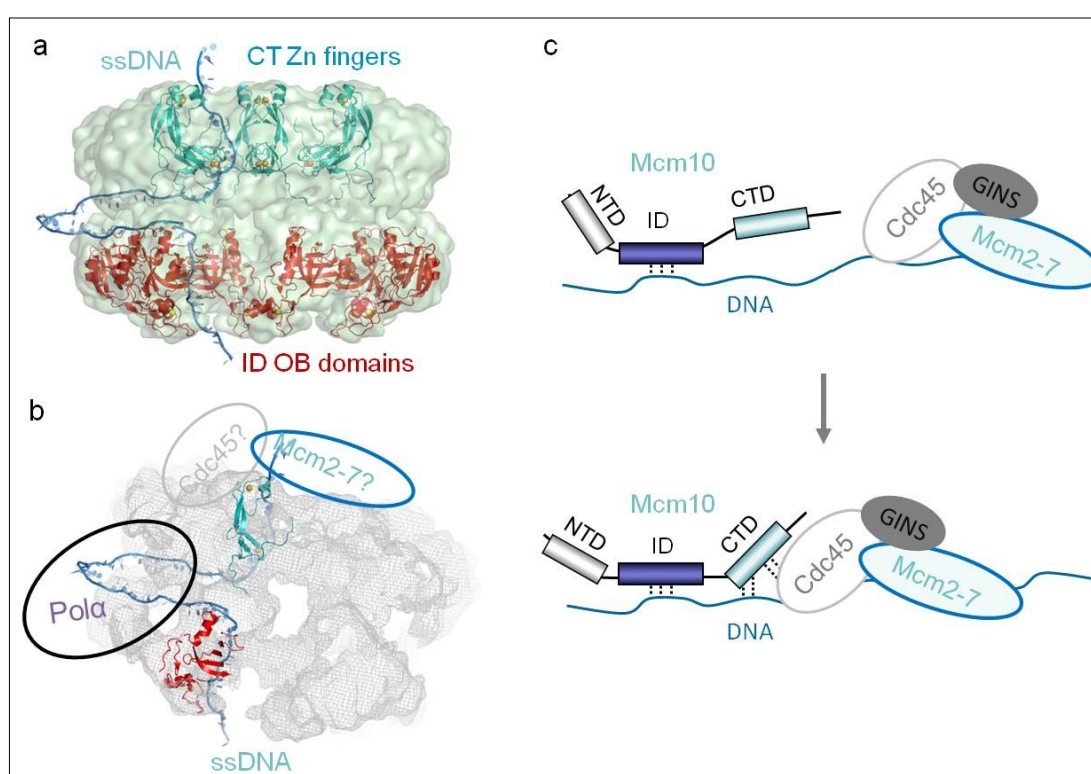 a
ssDNA
CT Zn fingers
ID OB domains
b
Cdc45?
Mcm2-7?
Polα
ssDNA
c
Mcm10
NTD
ID
CTD
Cdc45
GINS
Mcm2-7
DNA
Mcm10
NTD
ID
CTD
Cdc45
GINS
Mcm2-7
DNA